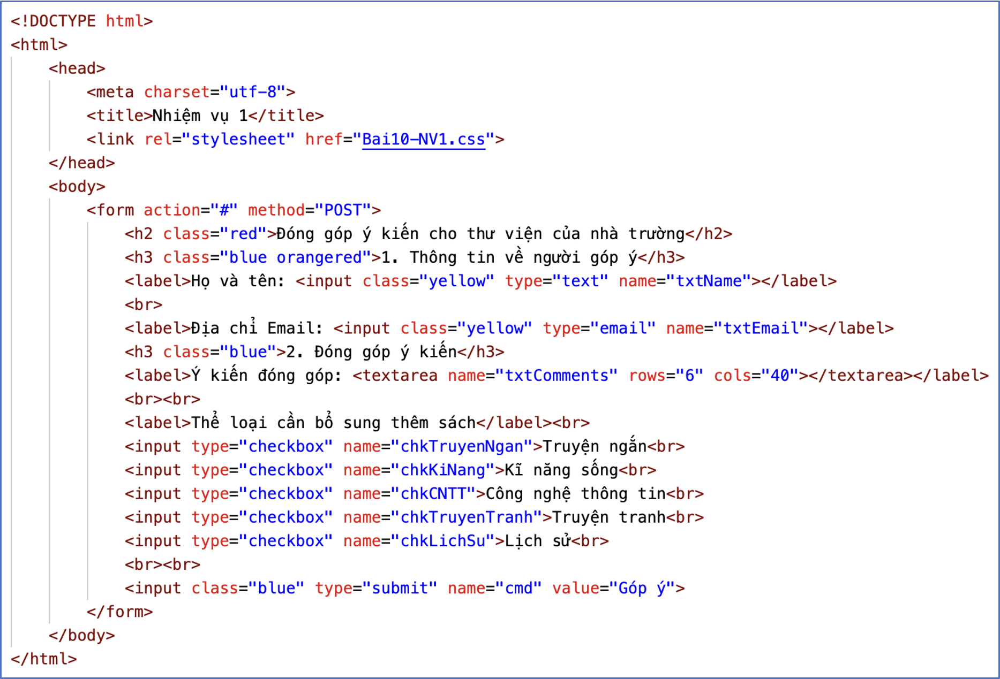 <!DOCTYPE html>
<html>
<head>
<meta charset="utf-8">
<title>Nhiệm vụ 1</title>
<link rel="stylesheet" href="Bai10-NV1.css">
</head>
<body>
<form action="#" method="POST">
<h2 class="red">Đóng góp ý kiến cho thư viện của nhà trường</h2>
<h3 class="blue orangered">1. Thông tin về người góp ý</h3>
<label>Họ và tên: <input class="yellow" type="text" name="txtName"></label>
<br>
<label>Địa chỉ Email: <input class="yellow" type="email" name="txtEmail"></label>
<h3 class="blue">2. Đóng góp ý kiến</h3>
<label>Ý kiến đóng góp: <textarea name="txtComments" rows="6" cols="40"></textarea></label>
<br><br>
<label>Thể loại cần bổ sung thêm sách</label><br>
<input type="checkbox" name="chkTruyenNgan">Truyện ngắn<br>
<input type="checkbox" name="chkKiNang">Kĩ năng sống<br>
<input type="checkbox" name="chkCNTT">Công nghệ thông tin<br>
<input type="checkbox" name="chkTruyenTranh">Truyện tranh<br>
<input type="checkbox" name="chkLichSu">Lịch sử<br>
<br><br>
<input class="blue" type="submit" name="cmd" value="Góp ý">
</form>
</body>
</html>